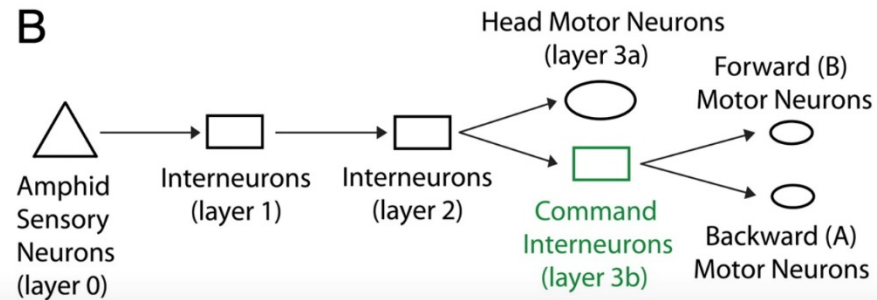 B
Amphid
Sensory
Neurons
(layer 0)
Interneurons
(layer 1)
Interneurons
(layer 2)
Head Motor Neurons
(layer 3a)
Command
Interneurons
(layer 3b)
Forward (B)
Motor Neurons
Backward (A)
Motor Neurons